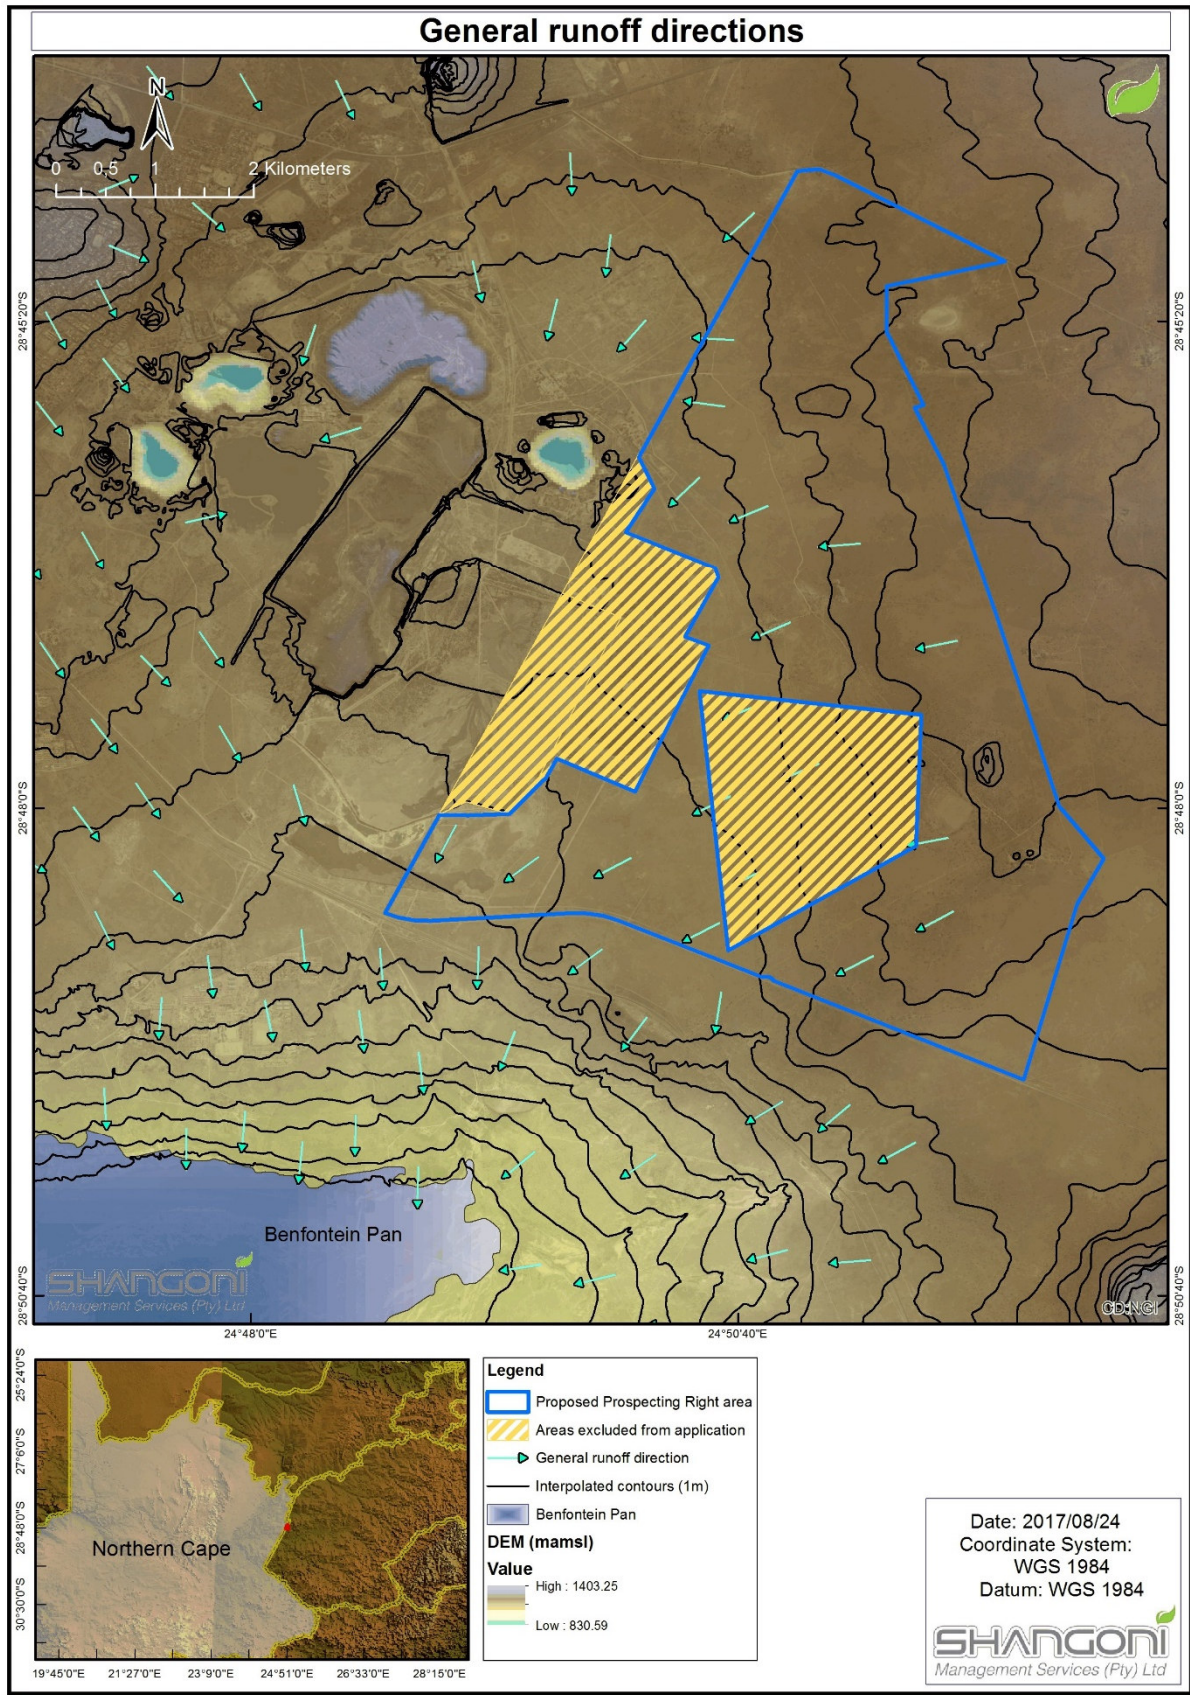 General runoff directions
N
0 0,5 1 2 Kilometers
28°45'20"S
28°45'20"S
28°48'0"S
28°48'0"S
28°50'40"S
28°50'40"S
Benfontein Pan
SHANGONI
Management Services (Pty) Ltd
CD:NGI
24°48'0"E
24°50'40"E
25°24'0"S
27°6'0"S
28°48'0"S
30°30'0"S
Northern Cape
19°45'0"E
21°27'0"E
23°9'0"E
24°51'0"E
26°33'0"E
28°15'0"E
Legend
Proposed Prospecting Right area
Areas excluded from application
General runoff direction
Interpolated contours (1m)
Benfontein Pan
DEM (mamsl)
Value
High : 1403.25
Low : 830.59
Date: 2017/08/24
Coordinate System:
WGS 1984
Datum: WGS 1984
SHANGONI
Management Services (Pty) Ltd